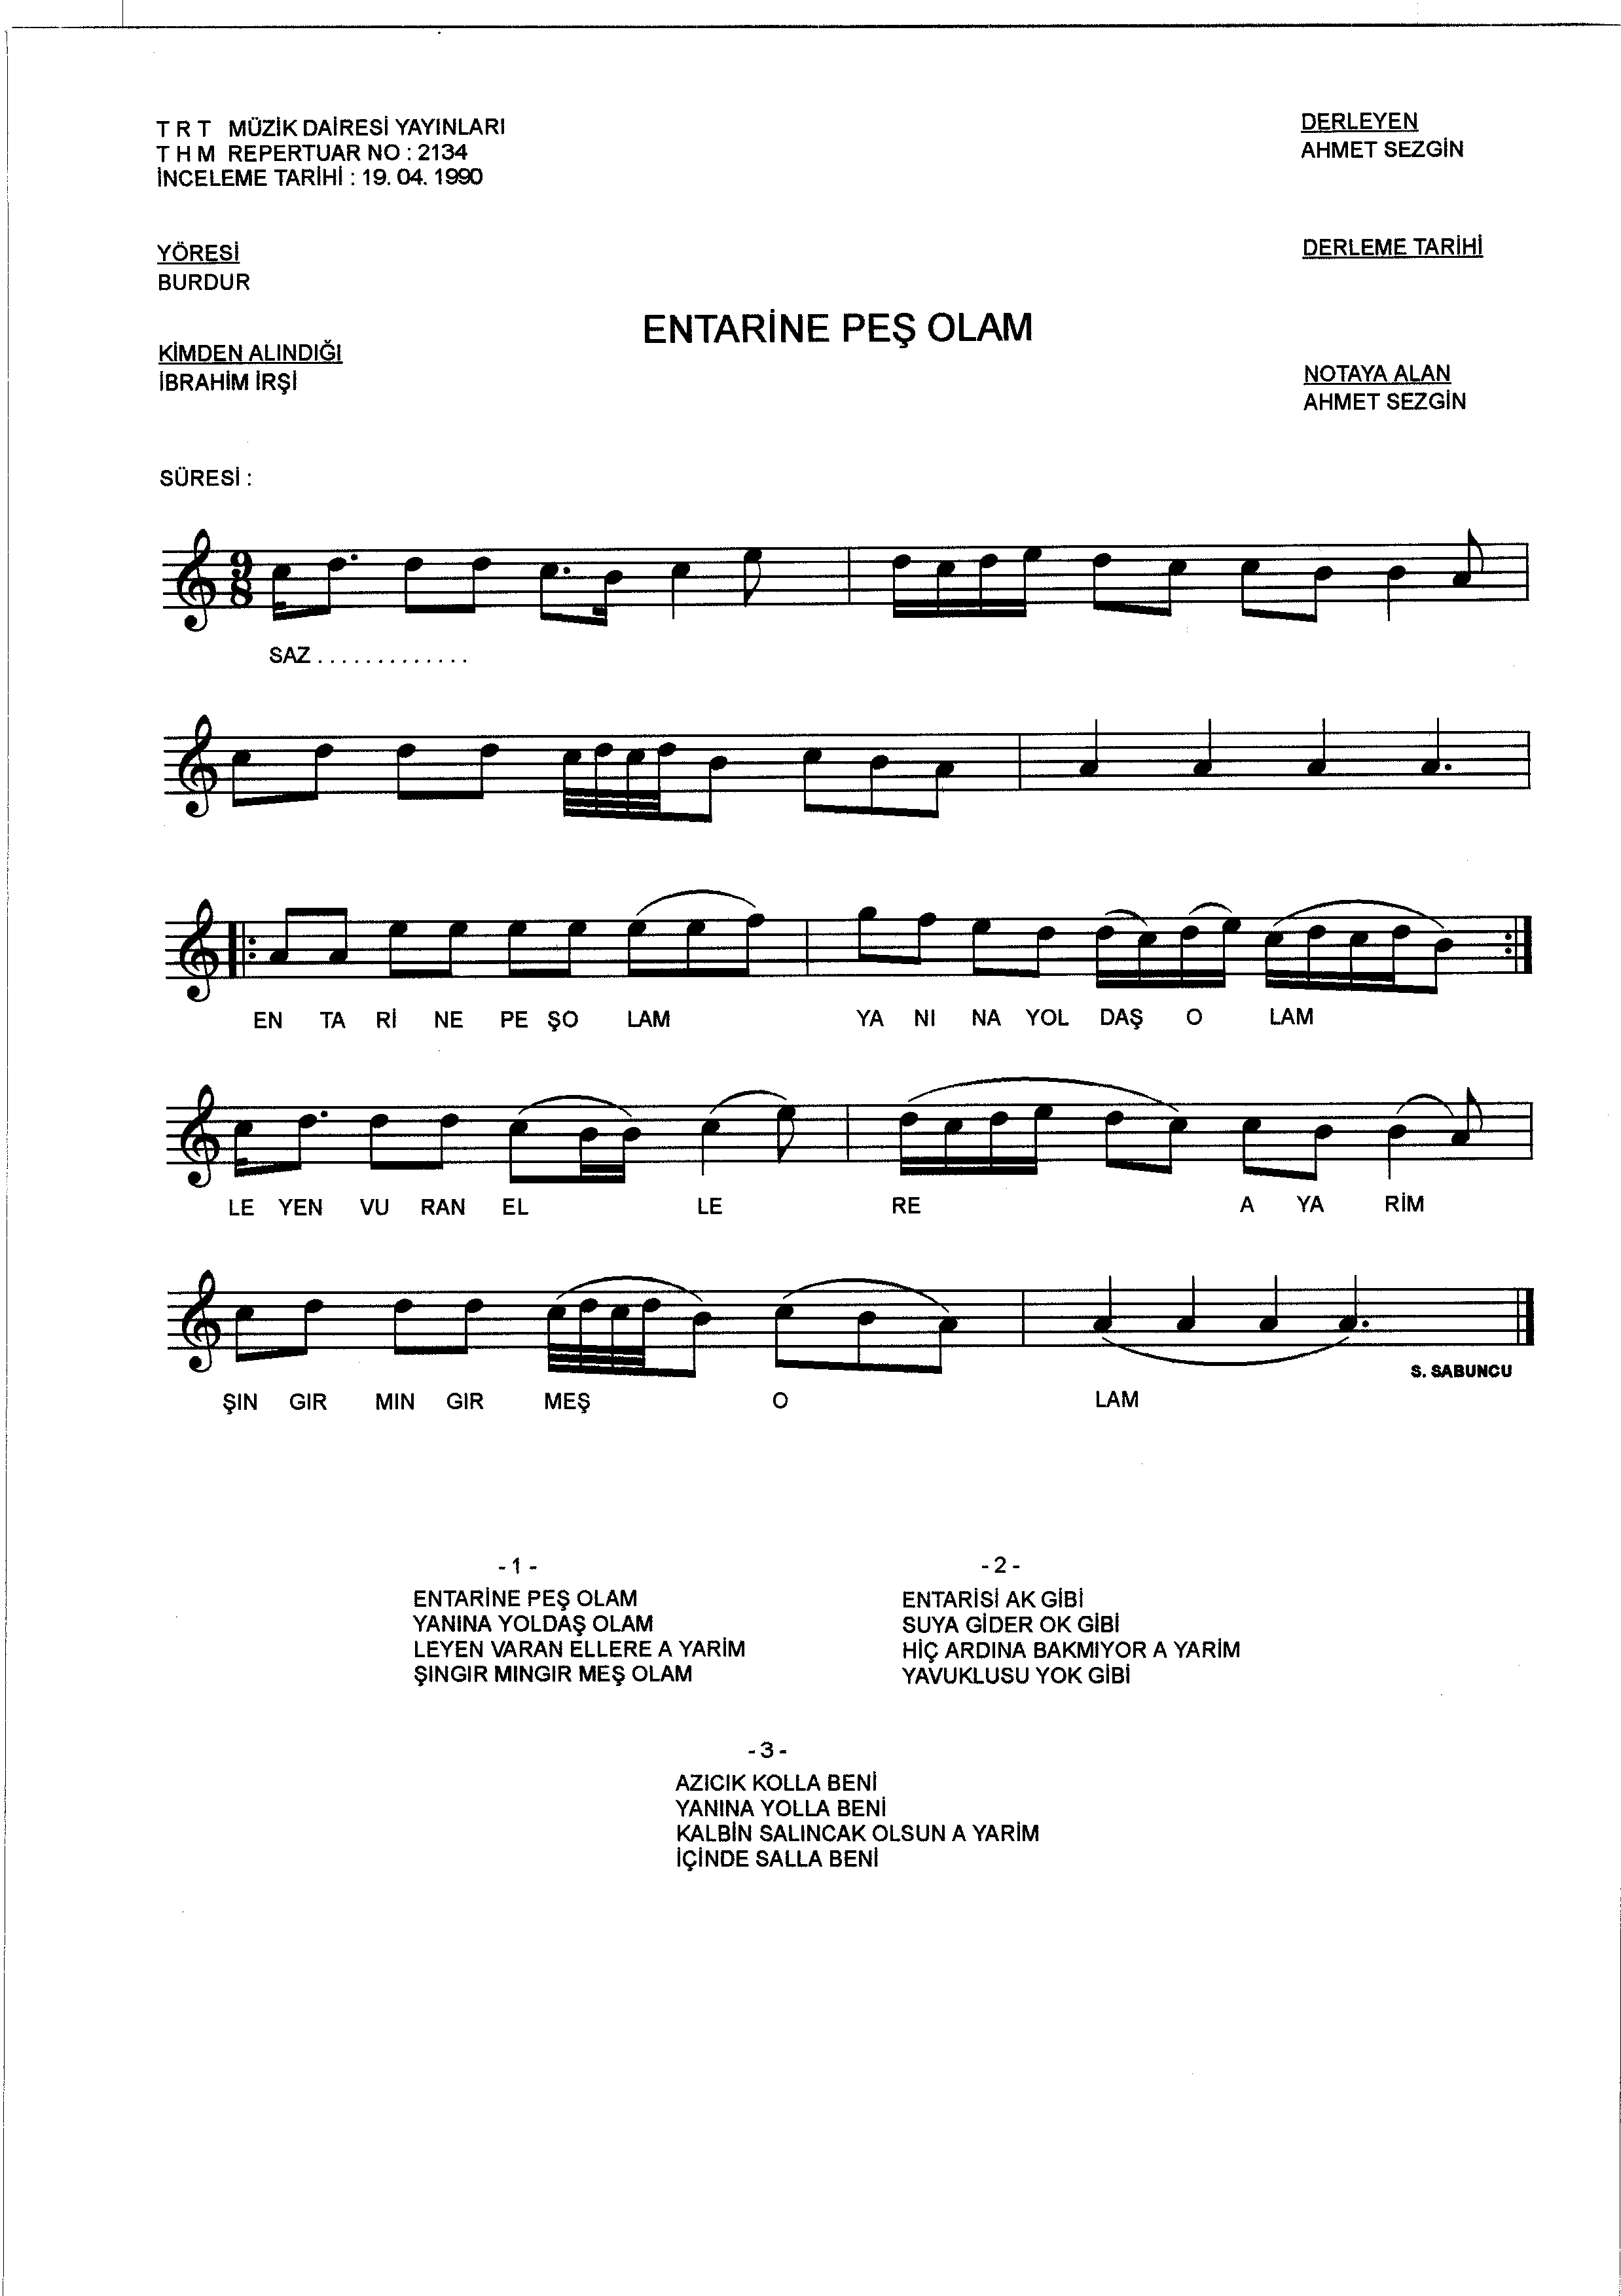 T R T MÜZİK DAİRESİ YAYINLARI
T H M REPERTUAR NO : 2134
İNCELEME TARİHİ : 19. 04. 1990
DERLEYEN
AHMET SEZGİN
YÖRESİ
BURDUR
DERLEME TARİHİ
ENTARİNE PEŞ OLAM
KİMDEN ALINDIĞI
İBRAHİM İRŞİ
NOTAYA ALAN
AHMET SEZGİN
SÜRESİ :
9
8
SAZ . . . . . . . . . . . . .
EN TA Rİ NE PE ŞO LAM YA NI NA YOL DAŞ O LAM
LE YEN VU RAN EL LE RE A YA RİM
S. SABUNCU
ŞIN GIR MIN GIR MEŞ O LAM
- 1 -
ENTARİNE PEŞ OLAM
YANINA YOLDAŞ OLAM
LEYEN VARAN ELLERE A YARİM
ŞINGIR MINGIR MEŞ OLAM
- 2 -
ENTARİSİ AK GİBİ
SUYA GİDER OK GİBİ
HİÇ ARDINA BAKMIYOR A YARİM
YAVUKLUSU YOK GİBİ
- 3 -
AZICIK KOLLA BENİ
YANINA YOLLA BENİ
KALBİN SALINCAK OLSUN A YARİM
İÇİNDE SALLA BENİ